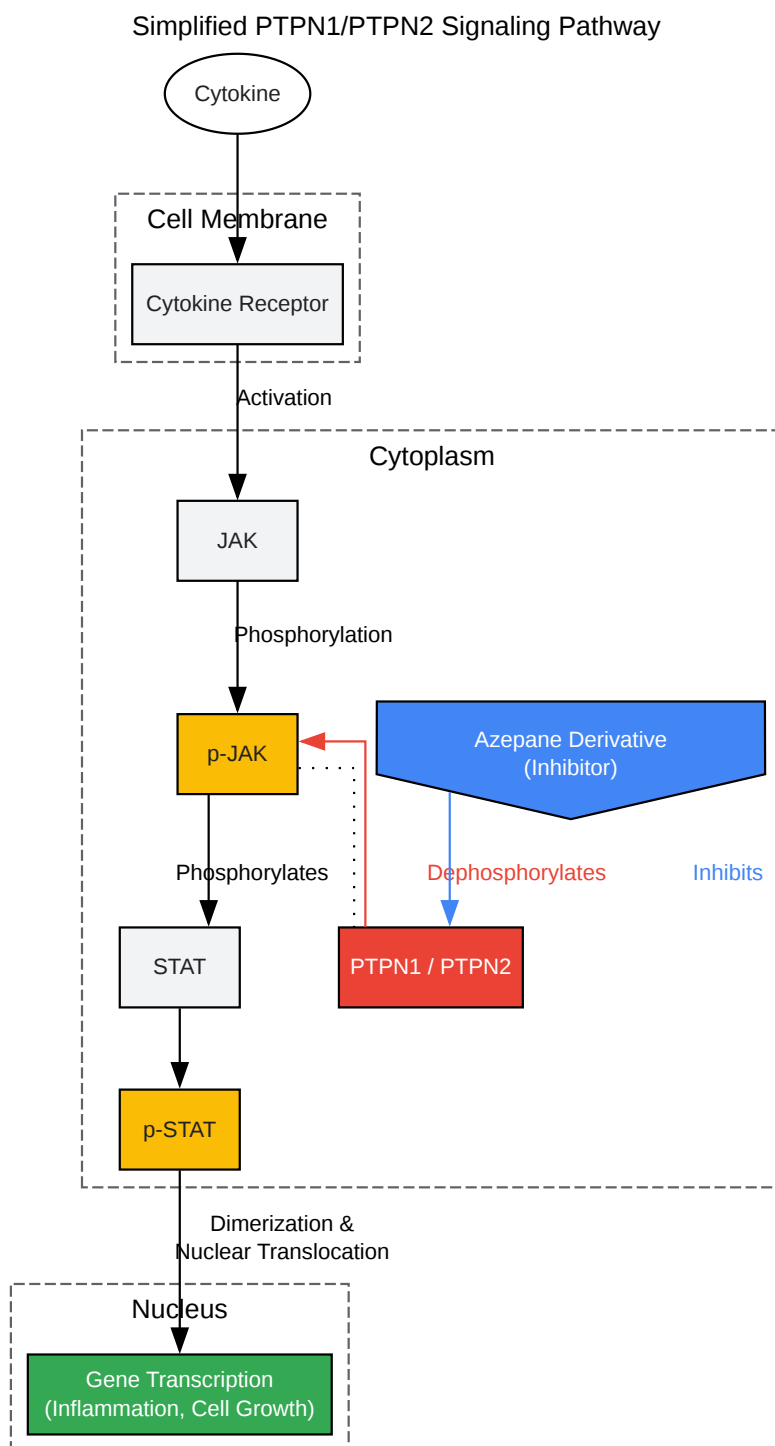 Simplified PTPN1/PTPN2 Signaling Pathway
Cytokine
Cell Membrane
Cytokine Receptor
Activation
Cytoplasm
JAK
Phosphorylation
p-JAK
Azepane Derivative
(Inhibitor)
Phosphorylates
Dephosphorylates
Inhibits
STAT
PTPN1 / PTPN2
p-STAT
Dimerization &
Nuclear Translocation
Nucleus
Gene Transcription
(Inflammation, Cell Growth)